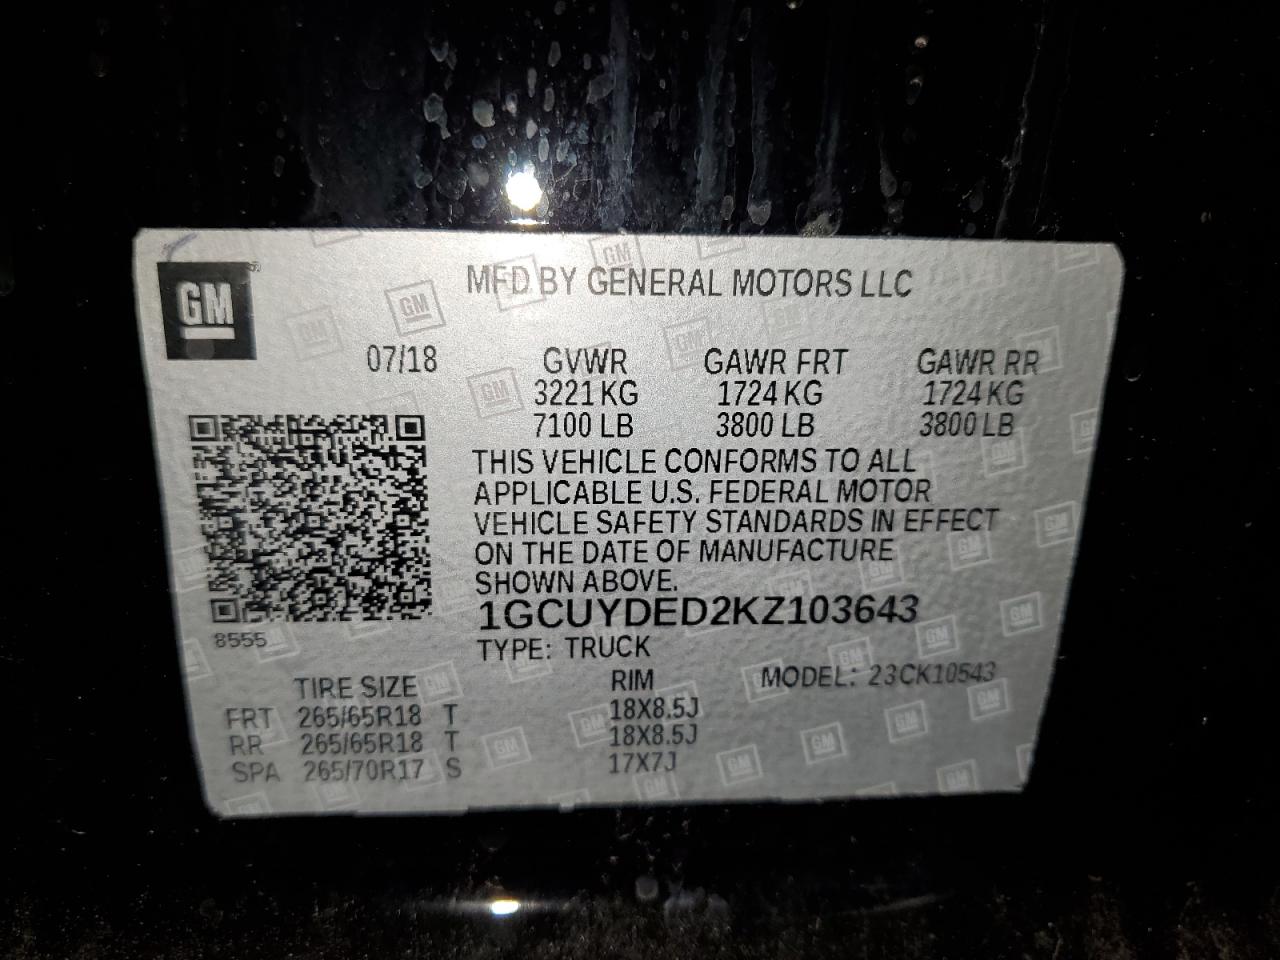 GM
MFD BY GENERAL MOTORS LLC
07/18 GVWR GAWR FRT GAWR RR
3221 KG 1724 KG 1724 KG
7100 LB 3800 LB 3800 LB
THIS VEHICLE CONFORMS TO ALL
APPLICABLE U.S. FEDERAL MOTOR
VEHICLE SAFETY STANDARDS IN EFFECT
ON THE DATE OF MANUFACTURE
SHOWN ABOVE.
1GCUYDED2KZ103643
8555
TYPE: TRUCK
TIRE SIZE RIM MODEL: 23CK10543
FRT 265/65R18 T 18X8.5J
RR 265/65R18 T 18X8.5J
SPA 265/70R17 S 17X7J